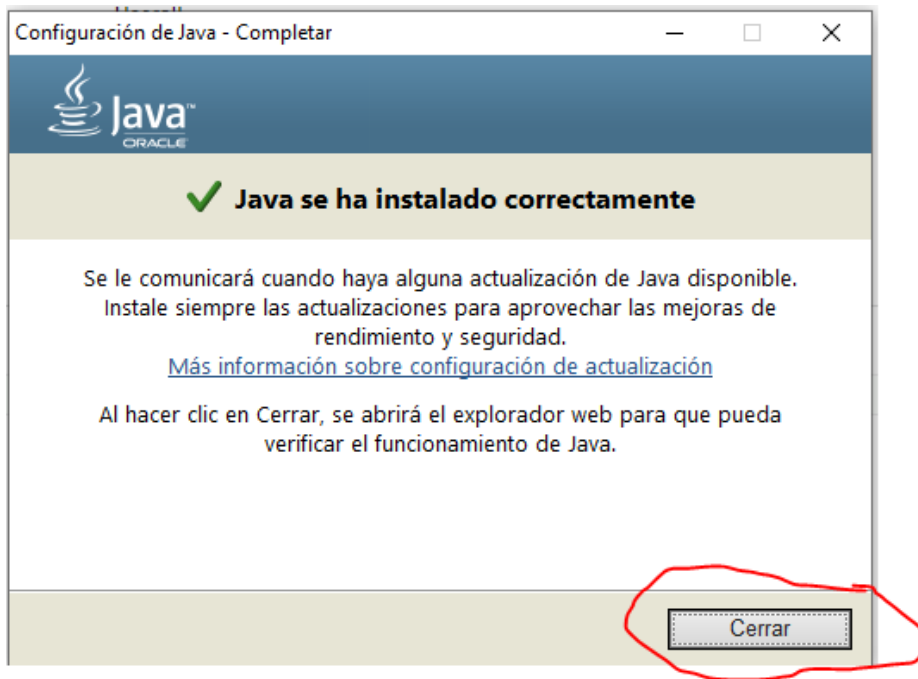 Configuración de Java - Completar
Java™
ORACLE
Java se ha instalado correctamente
Se le comunicará cuando haya alguna actualización de Java disponible.
Instale siempre las actualizaciones para aprovechar las mejoras de
rendimiento y seguridad.
Más información sobre configuración de actualización
Al hacer clic en Cerrar, se abrirá el explorador web para que pueda
verificar el funcionamiento de Java.
Cerrar